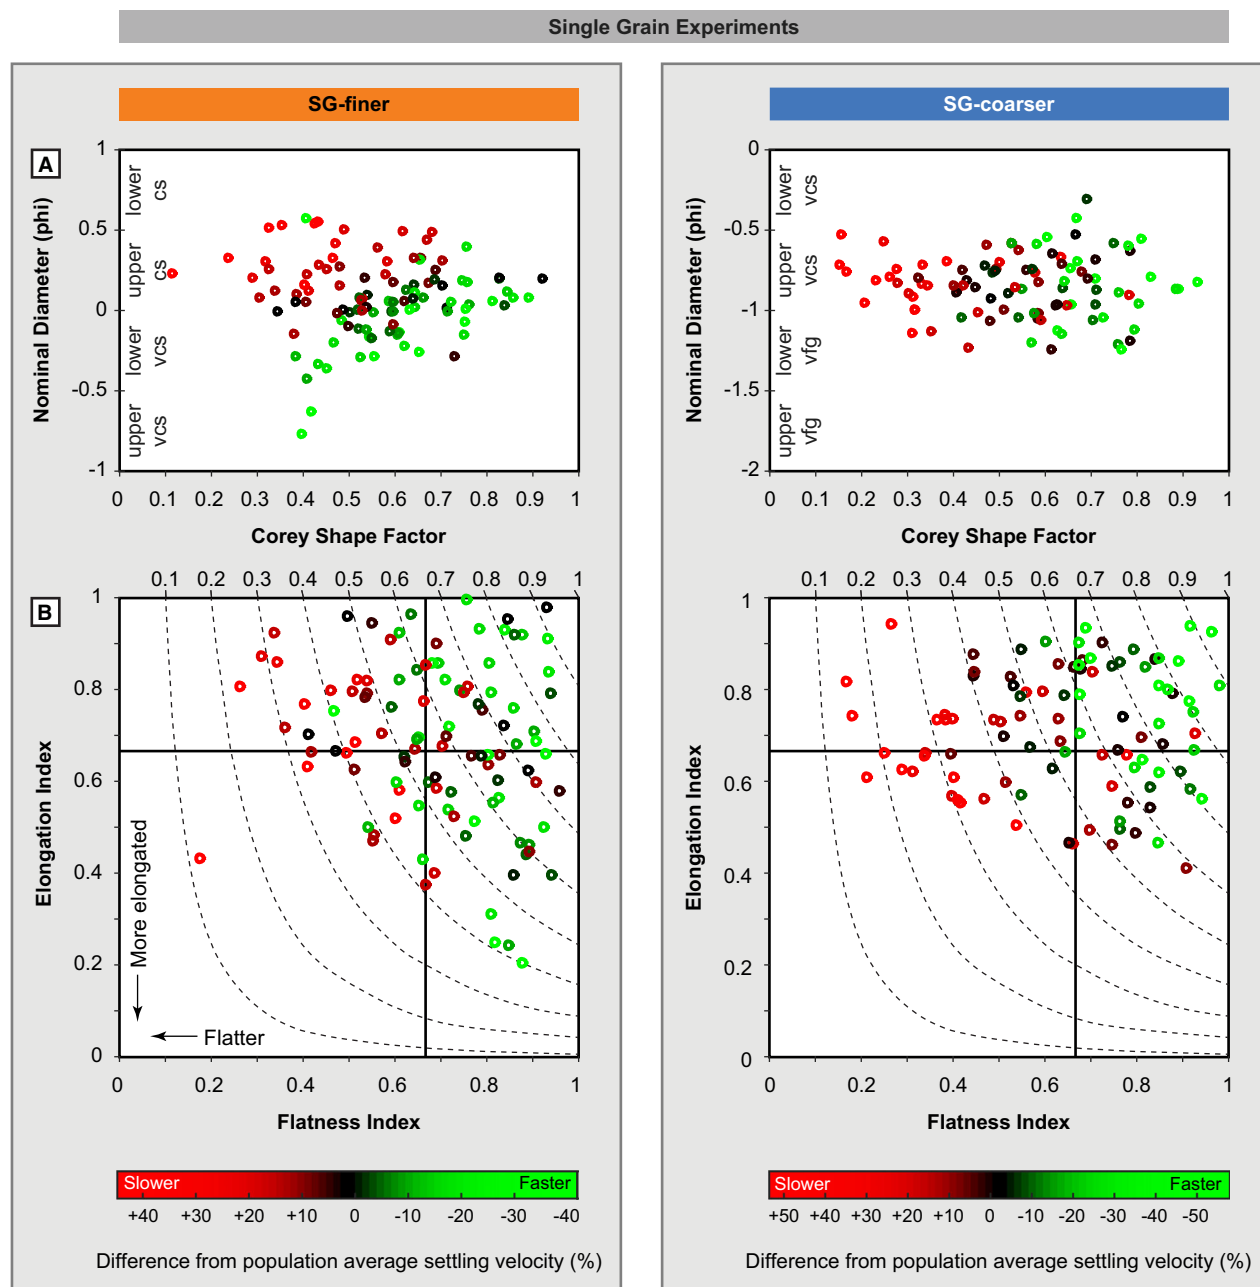 Single Grain Experiments
SG-finer
SG-coarser
A
Nominal Diameter (phi)
1
0.5
0
-0.5
-1
lower cs
upper cs
lower vcs
upper vcs
0 0.1 0.2 0.3 0.4 0.5 0.6 0.7 0.8 0.9 1
Corey Shape Factor
Nominal Diameter (phi)
0
-0.5
-1
-1.5
-2
lower vcs
upper vcs
lower vfg
upper vfg
0 0.1 0.2 0.3 0.4 0.5 0.6 0.7 0.8 0.9 1
Corey Shape Factor
B
0.1 0.2 0.3 0.4 0.5 0.6 0.7 0.8 0.9 1
Elongation Index
1
0.8
0.6
0.4
0.2
0
More elongated
Flatter
0 0.2 0.4 0.6 0.8 1
Flatness Index
0.1 0.2 0.3 0.4 0.5 0.6 0.7 0.8 0.9 1
Elongation Index
1
0.8
0.6
0.4
0.2
0
0 0.2 0.4 0.6 0.8 1
Flatness Index
Slower Faster
+40 +30 +20 +10 0 -10 -20 -30 -40
Difference from population average settling velocity (%)
Slower Faster
+50 +40 +30 +20 +10 0 -10 -20 -30 -40 -50
Difference from population average settling velocity (%)